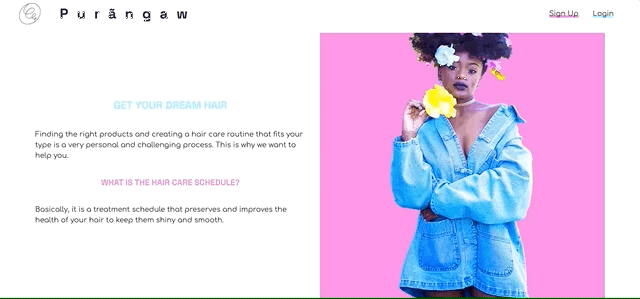 Purãngaw
Sign Up Login
GET YOUR DREAM HAIR
Finding the right products and creating a hair care routine that fits your
type is a very personal and challenging process. This is why we want to
help you.
WHAT IS THE HAIR CARE SCHEDULE?
Basically, it is a treatment schedule that preserves and improves the
health of your hair to keep them shiny and smooth.